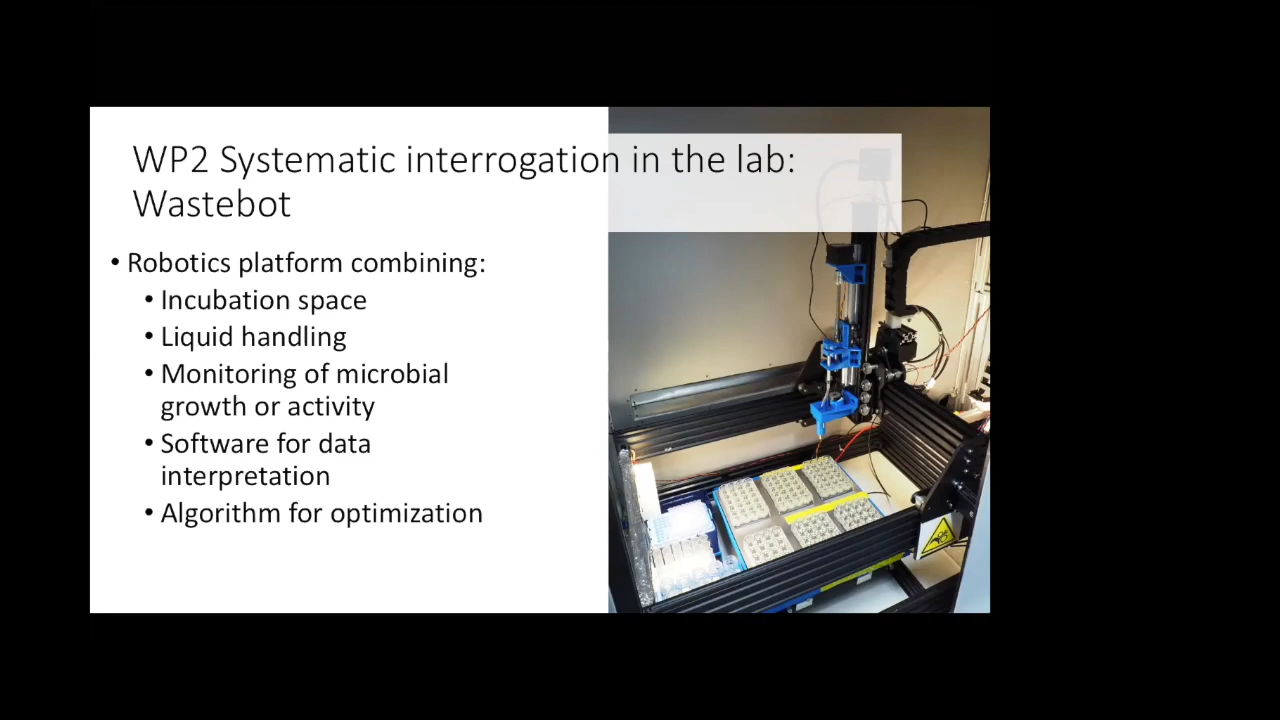 WP2 Systematic interrogation in the lab:
Wastebot
• Robotics platform combining:
• Incubation space
• Liquid handling
• Monitoring of microbial
growth or activity
• Software for data
interpretation
• Algorithm for optimization